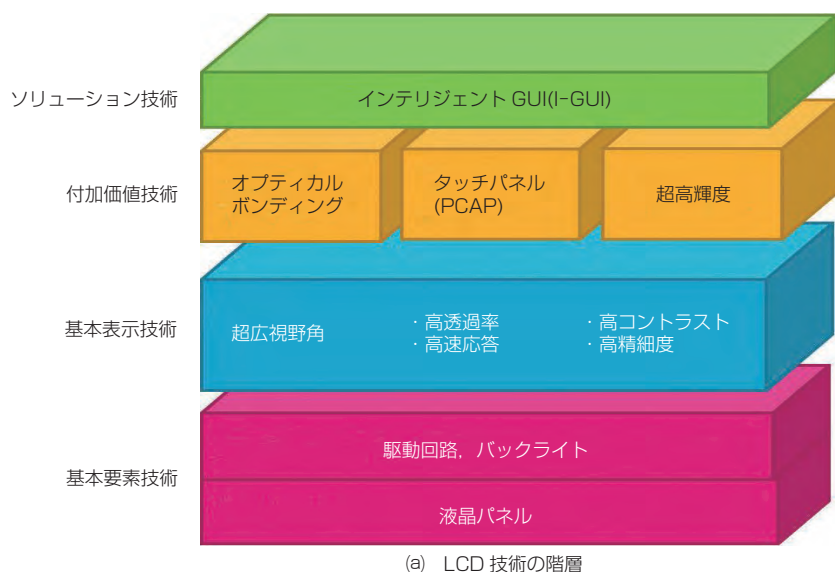 ソリューション技術
インテリジェント GUI(I-GUI)
付加価値技術
オプティカル
ボンディング
タッチパネル
(PCAP)
超高輝度
基本表示技術
超広視野角
・高透過率
・高速応答
・高コントラスト
・高精細度
基本要素技術
駆動回路，バックライト
液晶パネル
(a) LCD 技術の階層